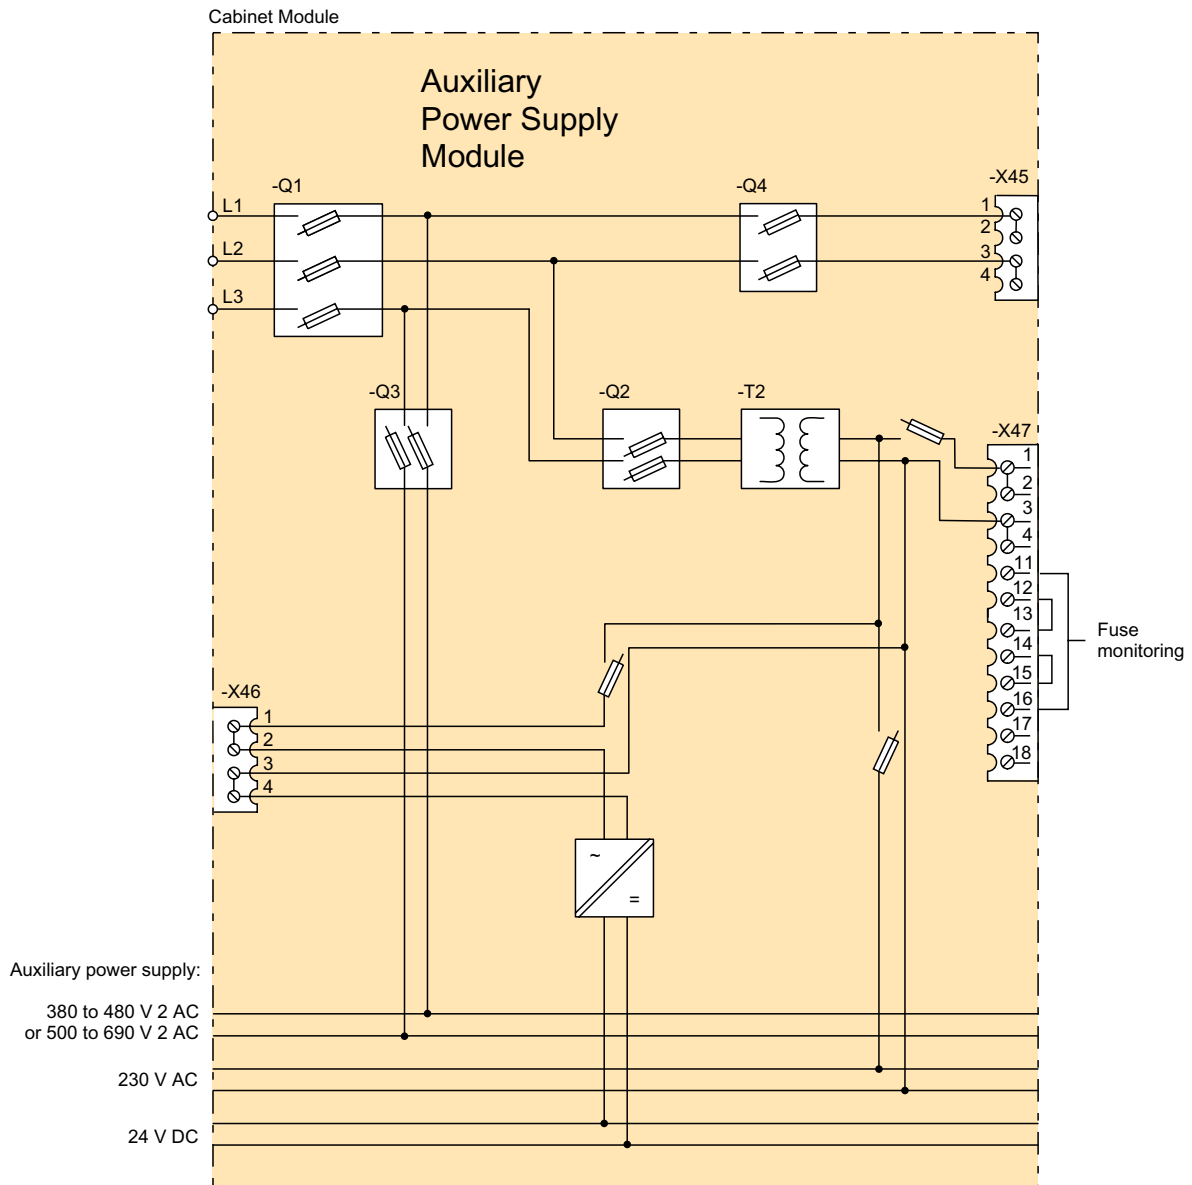 Cabinet Module
Auxiliary
Power Supply
Module
-Q1
-Q4
-X45
L1
L2
L3
1
2
3
4
-Q3
-Q2
-T2
-X47
1
2
3
4
11
12
13
14
15
16
17
18
Fuse
monitoring
-X46
1
2
3
4
~
=
Auxiliary power supply:
380 to 480 V 2 AC
or 500 to 690 V 2 AC
230 V AC
24 V DC